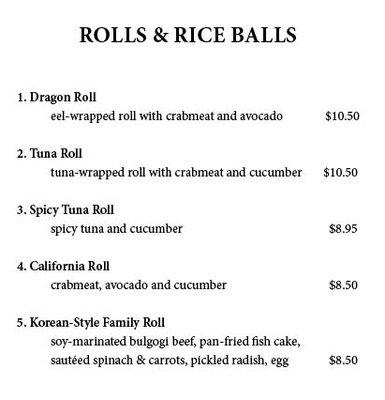 ROLLS & RICE BALLS
1. Dragon Roll
eel-wrapped roll with crabmeat and avocado $10.50
2. Tuna Roll
tuna-wrapped roll with crabmeat and cucumber $10.50
3. Spicy Tuna Roll
spicy tuna and cucumber $8.95
4. California Roll
crabmeat, avocado and cucumber $8.50
5. Korean-Style Family Roll
soy-marinated bulgogi beef, pan-fried fish cake,
sautéed spinach & carrots, pickled radish, egg $8.50